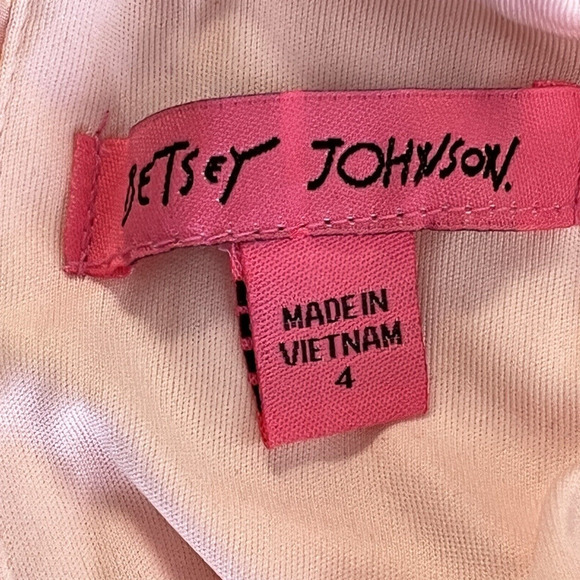 BETSEY JOHNSON.
MADE IN
VIETNAM
4